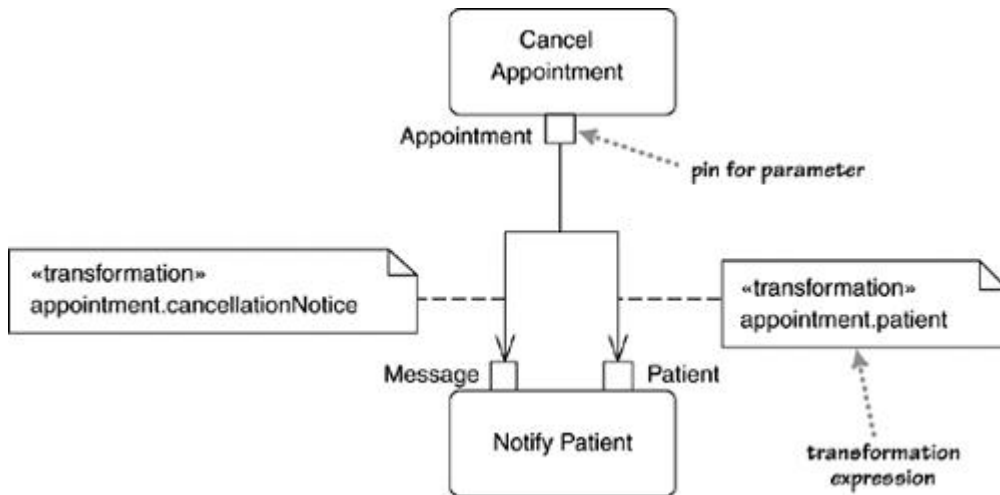 Cancel
Appointment
Appointment
pin for parameter
«transformation»
appointment.cancellationNotice
«transformation»
appointment.patient
Message
Patient
Notify Patient
transformation
expression